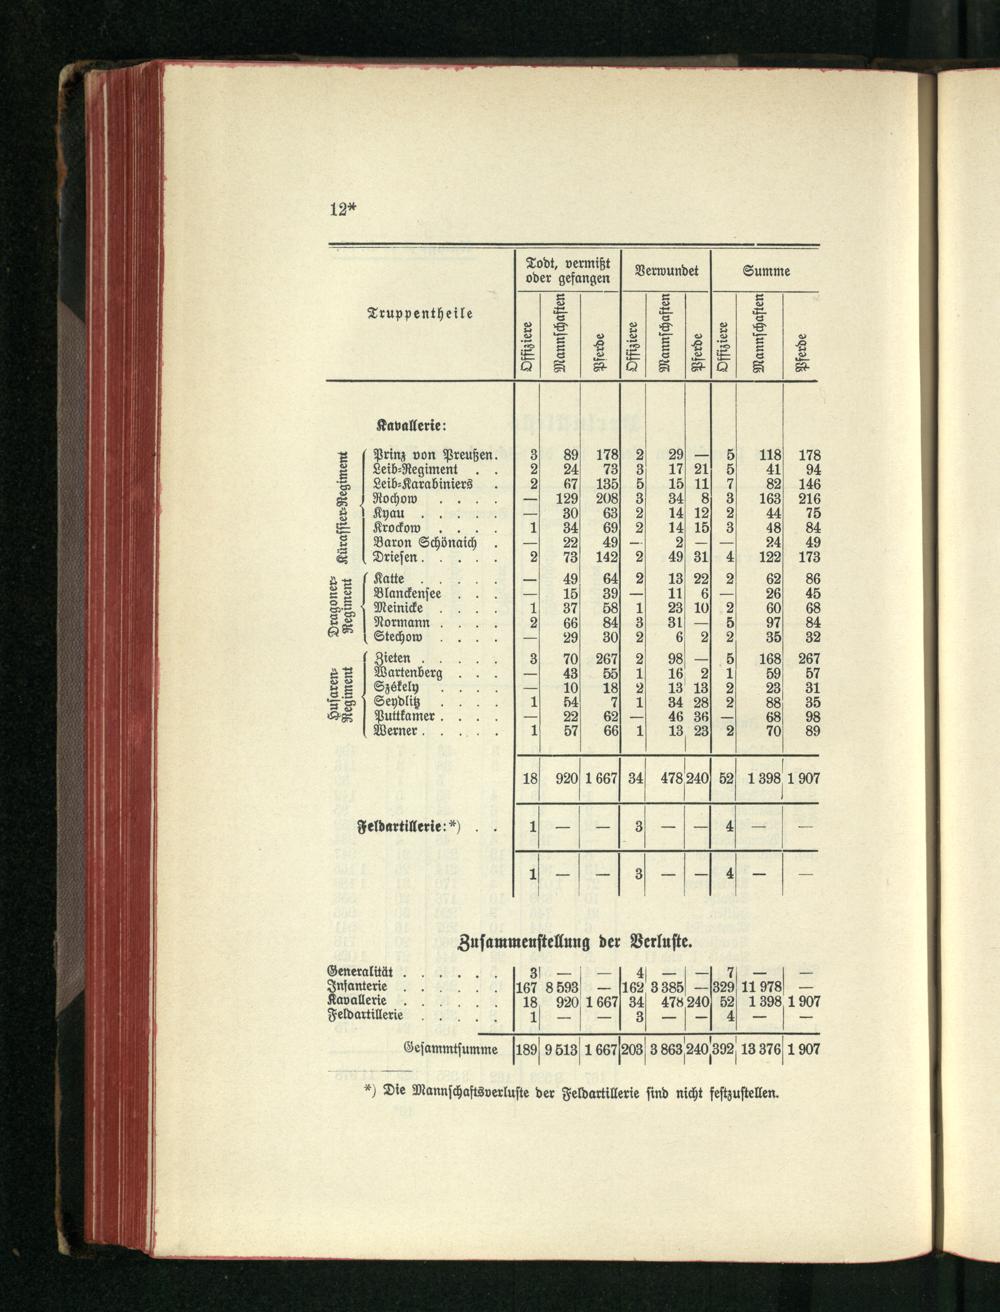 12*
Truppentheile | Todt, vermißt oder gefangen | Verwundet | Summe
Offiziere | Mannschaften | Pferde | Offiziere | Mannschaften | Pferde | Offiziere | Mannschaften | Pferde
Kavallerie:
Kürassier-Regiment
Prinz von Preußen. 3 89 178 2 29 — 5 118 178
Leib-Regiment . . 2 24 73 3 17 21 5 41 94
Leib-Karabiniers . 2 67 135 5 15 11 7 82 146
Rochow . . . . — 129 208 3 34 8 3 163 216
Kyau . . . . . — 30 63 2 14 12 2 44 75
Krockow . . . . 1 34 69 2 14 15 3 48 84
Baron Schönaich . — 22 49 — 2 — — 24 49
Driesen . . . . . 2 73 142 2 49 31 4 122 173
Dragoner-Regiment
Katte . . . . . — 49 64 2 13 22 2 62 86
Blanckensee . . . — 15 39 — 11 6 — 26 45
Meinicke . . . . 1 37 58 1 23 10 2 60 68
Normann . . . . 2 66 84 3 31 — 5 97 84
Stechow . . . . — 29 30 2 6 2 2 35 32
Husaren-Regiment
Zieten . . . . . 3 70 267 2 98 — 5 168 267
Wartenberg . . . — 43 55 1 16 2 1 59 57
Székely . . . . — 10 18 2 13 13 2 23 31
Seydlitz . . . . 1 54 7 1 34 28 2 88 35
Puttkamer . . . . — 22 62 — 46 36 — 68 98
Werner . . . . . 1 57 66 1 13 23 2 70 89
18 920 1 667 34 478 240 52 1 398 1 907
Feldartillerie:*) . . 1 — — 3 — — 4 — —
1 — — 3 — — 4 — —
Zusammenstellung der Verluste.
Generalität . . . . . . 3 — — 4 — — 7 — —
Infanterie . . . . . . 167 8 593 — 162 3 385 — 329 11 978 —
Kavallerie . . . . . . 18 920 1 667 34 478 240 52 1 398 1 907
Feldartillerie . . . . . 1 — — 3 — — 4 — —
Gesammtsumme 189 9 513 1 667 203 3 863 240 392 13 376 1 907
*) Die Mannschaftsverluste der Feldartillerie sind nicht festzustellen.